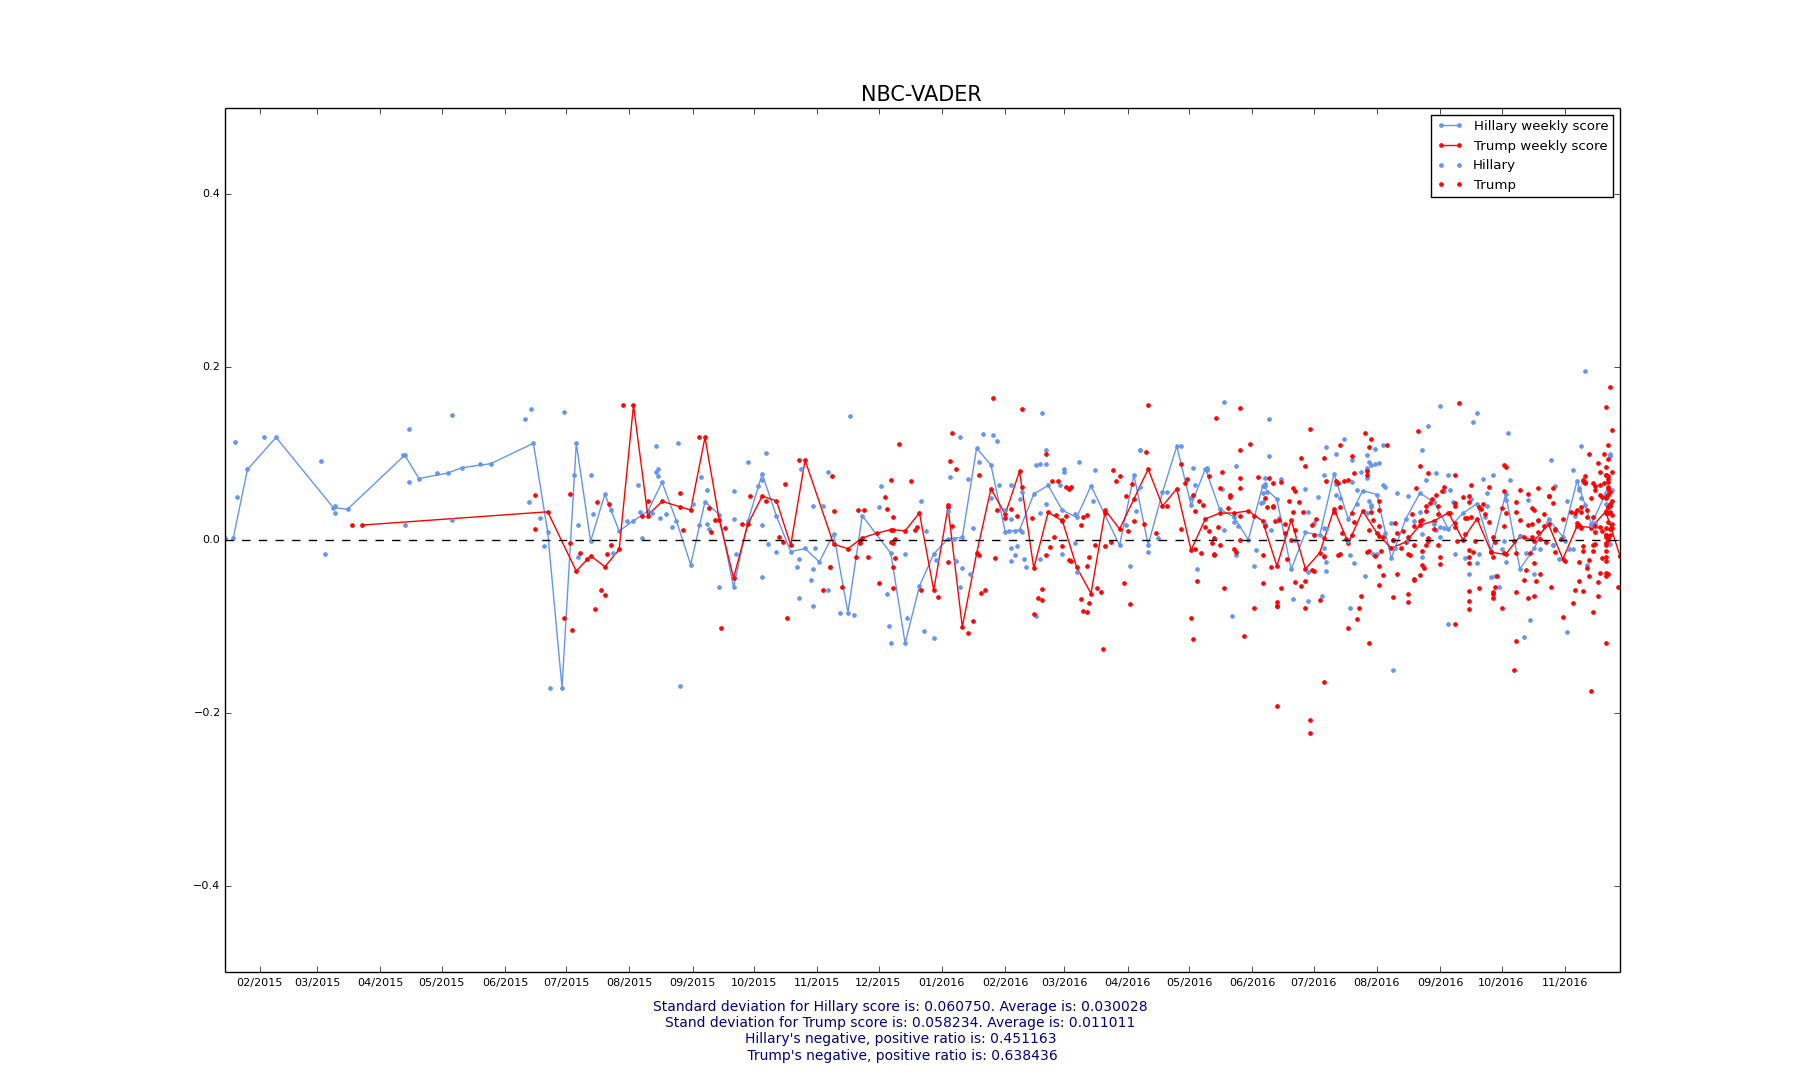 NBC-VADER
Hillary weekly score
Trump weekly score
Hillary
Trump
0.4
0.2
0.0
−0.2
−0.4
02/2015 03/2015 04/2015 05/2015 06/2015 07/2015 08/2015 09/2015 10/2015 11/2015 12/2015 01/2016 02/2016 03/2016 04/2016 05/2016 06/2016 07/2016 08/2016 09/2016 10/2016 11/2016
Standard deviation for Hillary score is: 0.060750. Average is: 0.030028
Stand deviation for Trump score is: 0.058234. Average is: 0.011011
Hillary's negative, positive ratio is: 0.451163
Trump's negative, positive ratio is: 0.638436